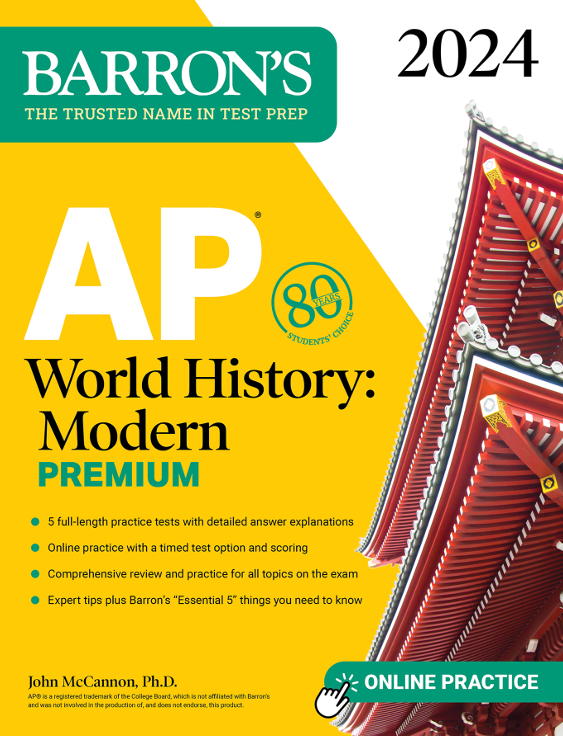 BARRON'S
THE TRUSTED NAME IN TEST PREP
2024
AP®
80
YEARS
STUDENTS' CHOICE
World History:
Modern
PREMIUM
5 full-length practice tests with detailed answer explanations
Online practice with a timed test option and scoring
Comprehensive review and practice for all topics on the exam
Expert tips plus Barron's “Essential 5” things you need to know
John McCannon, Ph.D.
AP® is a registered trademark of the College Board, which is not affiliated with Barron's
and was not involved in the production of, and does not endorse, this product.
ONLINE PRACTICE